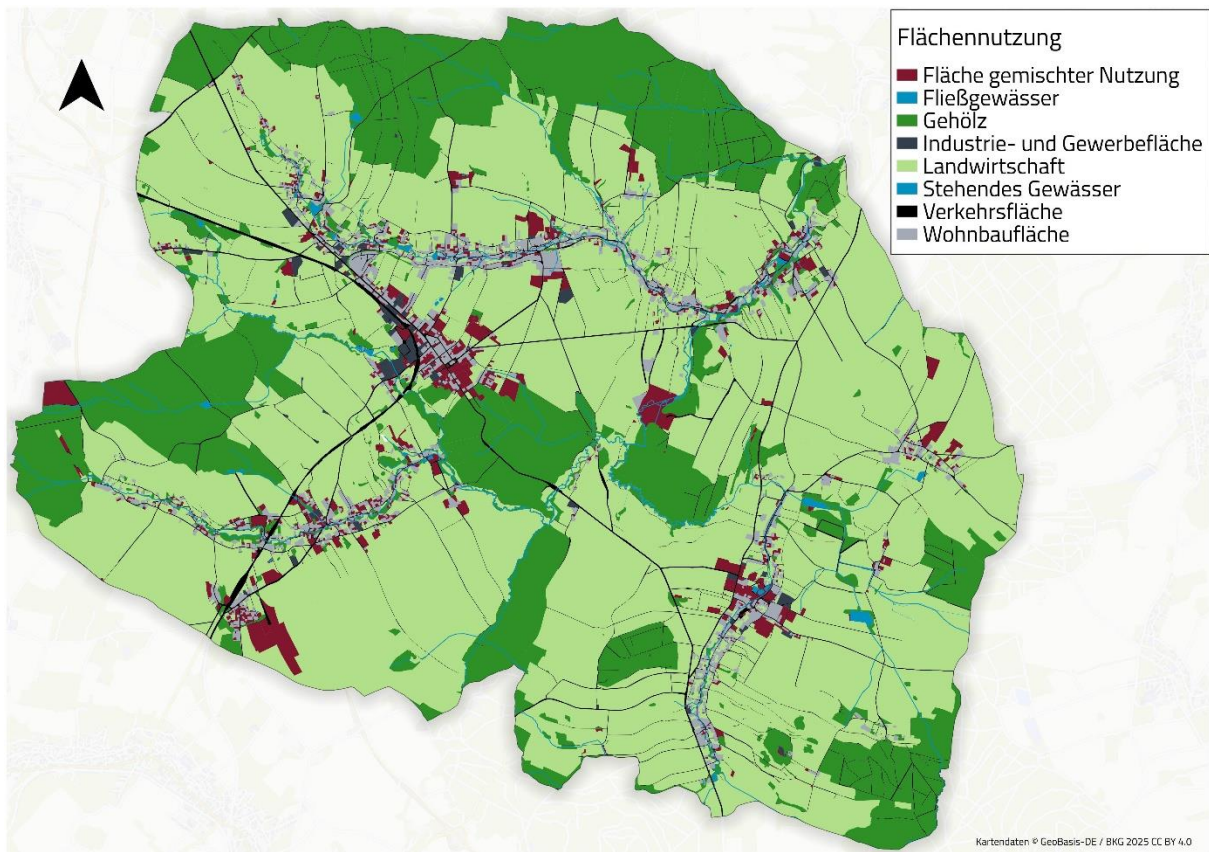 Flächennutzung
Fläche gemischter Nutzung
Fließgewässer
Gehölz
Industrie- und Gewerbefläche
Landwirtschaft
Stehendes Gewässer
Verkehrsfläche
Wohnbaufläche
Kartendaten © GeoBasis-DE / BKG 2025 CC BY 4.0